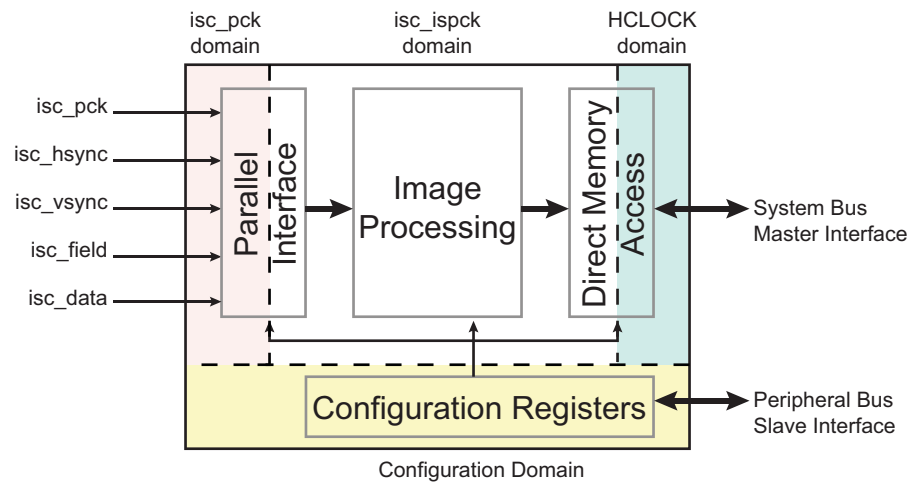 isc_pck
domain
isc_ispck
domain
HCLOCK
domain
isc_pck
isc_hsync
isc_vsync
isc_field
isc_data
Parallel
Interface
Image
Processing
Direct Memory
Access
System Bus
Master Interface
Configuration Registers
Peripheral Bus
Slave Interface
Configuration Domain